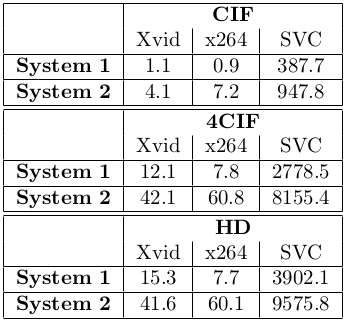 CIF
Xvid x264 SVC
System 1 1.1 0.9 387.7
System 2 4.1 7.2 947.8
4CIF
Xvid x264 SVC
System 1 12.1 7.8 2778.5
System 2 42.1 60.8 8155.4
HD
Xvid x264 SVC
System 1 15.3 7.7 3902.1
System 2 41.6 60.1 9575.8